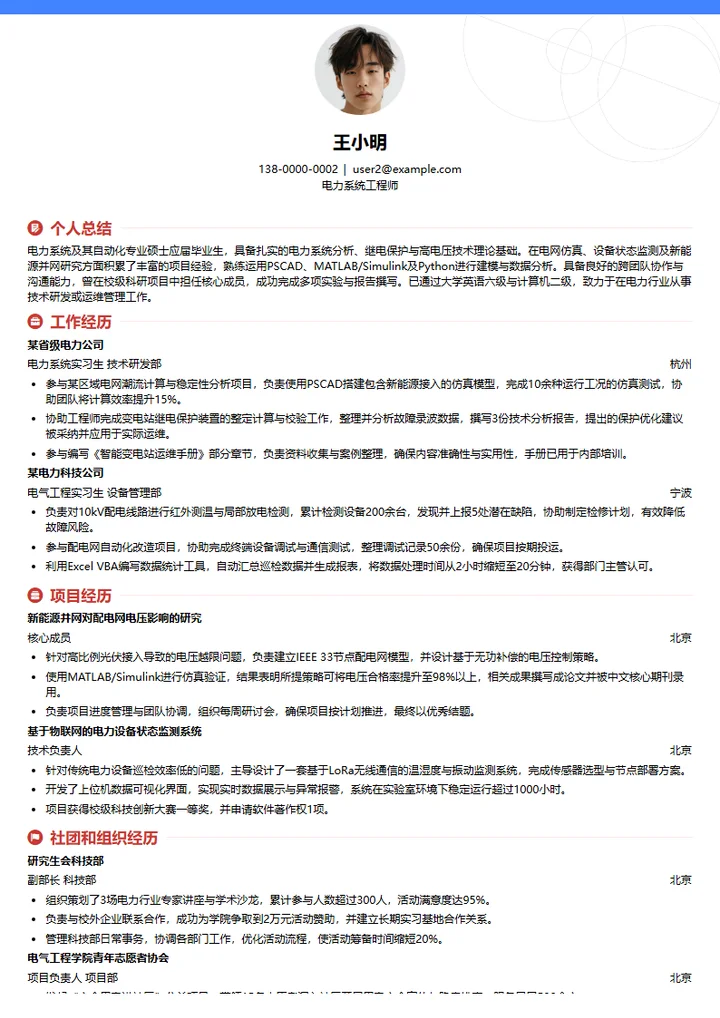 王小明
138-0000-0002 | user2@example.com
电力系统工程师
个人总结
电力系统及其自动化专业硕士应届毕业生，具备扎实的电力系统分析、继电保护与高电压技术理论基础。在电网仿真、设备状态监测及新能
源并网研究方面积累了丰富的项目经验，熟练运用PSCAD、MATLAB/Simulink及Python进行建模与数据分析。具备良好的跨团队协作与
沟通能力，曾在校级科研项目中担任核心成员，成功完成多项实验与报告撰写。已通过大学英语六级与计算机二级，致力于在电力行业从事
技术研发或运维管理工作。
工作经历
某省级电力公司
电力系统实习生 技术研发部 杭州
• 参与某区域电网潮流计算与稳定性分析项目，负责使用PSCAD搭建包含新能源接入的仿真模型，完成10余种运行工况的仿真测试，协
助团队将计算效率提升15%。
• 协助工程师完成变电站继电保护装置的整定计算与校验工作，整理并分析故障录波数据，撰写3份技术分析报告，提出的保护优化建议
被采纳并应用于实际运维。
• 参与编写《智能变电站运维手册》部分章节，负责资料收集与案例整理，确保内容准确性与实用性，手册已用于内部培训。
某电力科技公司
电气工程实习生 设备管理部 宁波
• 负责对10kV配电线路进行红外测温与局部放电检测，累计检测设备200余台，发现并上报5处潜在缺陷，协助制定检修计划，有效降低
故障风险。
• 参与配电网自动化改造项目，协助完成终端设备调试与通信测试，整理调试记录50余份，确保项目按期投运。
• 利用Excel VBA编写数据统计工具，自动汇总巡检数据并生成报表，将数据处理时间从2小时缩短至20分钟，获得部门主管认可。
项目经历
新能源并网对配电网电压影响的研究
核心成员 北京
• 针对高比例光伏接入导致的电压越限问题，负责建立IEEE 33节点配电网模型，并设计基于无功补偿的电压控制策略。
• 使用MATLAB/Simulink进行仿真验证，结果表明所提策略可将电压合格率提升至98%以上，相关成果撰写成论文并被中文核心期刊录
用。
• 负责项目进度管理与团队协调，组织每周研讨会，确保项目按计划推进，最终以优秀结题。
基于物联网的电力设备状态监测系统
技术负责人 北京
• 针对传统电力设备巡检效率低的问题，主导设计了一套基于LoRa无线通信的温湿度与振动监测系统，完成传感器选型与节点部署方案。
• 开发了上位机数据可视化界面，实现实时数据展示与异常报警，系统在实验室环境下稳定运行超过1000小时。
• 项目获得校级科技创新大赛一等奖，并申请软件著作权1项。
社团和组织经历
研究生会科技部
副部长 科技部 北京
• 组织策划了3场电力行业专家讲座与学术沙龙，累计参与人数超过300人，活动满意度达95%。
• 负责与校外企业联系合作，成功为学院争取到2万元活动赞助，并建立长期实习基地合作关系。
• 管理科技部日常事务，协调各部门工作，优化活动流程，使活动筹备时间缩短20%。
电气工程学院青年志愿者协会
项目负责人 项目部 北京